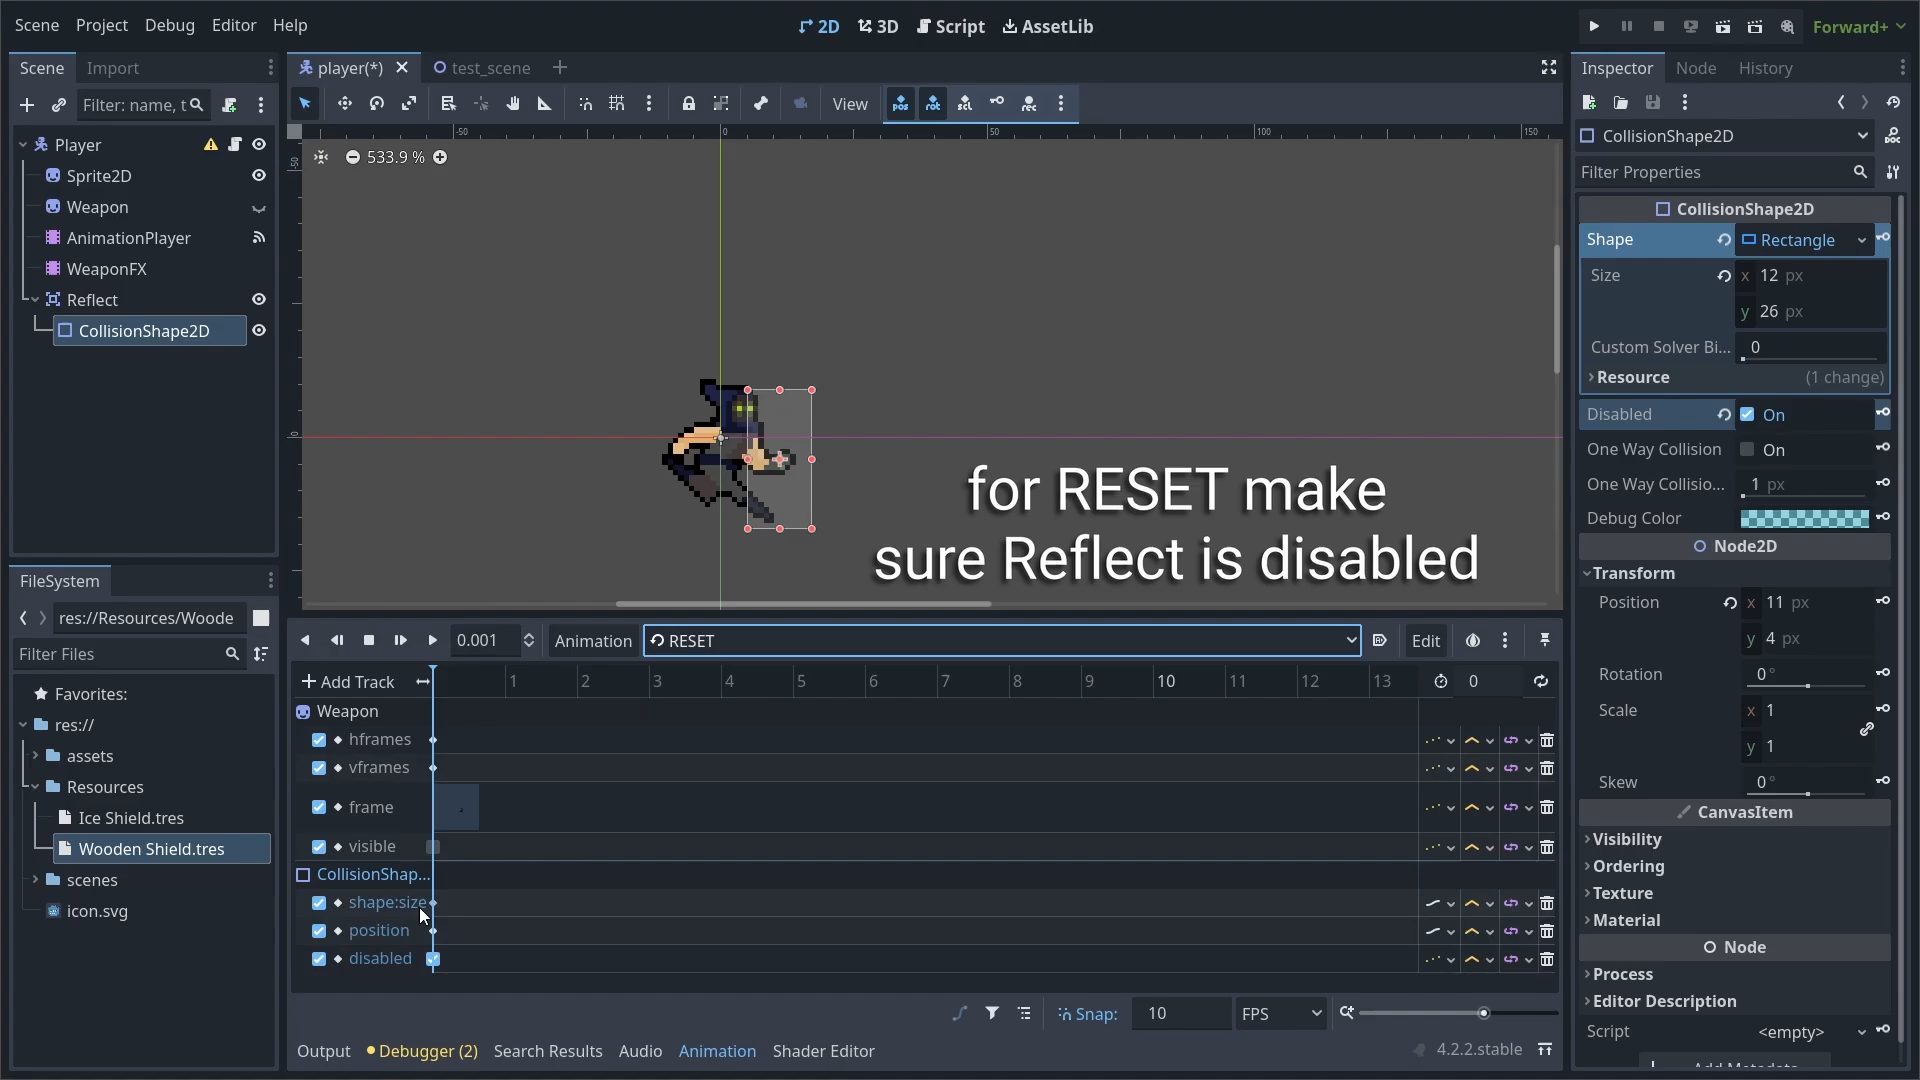 Scene Project Debug Editor Help
2D 3D Script AssetLib
Forward+
Scene Import
player(*) test_scene
Inspector Node History
Filter: name, t
View
CollisionShape2D
-50 0 50 100 150
533.9 %
Filter Properties
Player
Sprite2D
Weapon
AnimationPlayer
WeaponFX
Reflect
CollisionShape2D
CollisionShape2D
Shape Rectangle
Size x 12 px
y 26 px
Custom Solver Bi... 0
Resource (1 change)
Disabled On
One Way Collision On
One Way Collisio... 1 px
Debug Color
Node2D
Transform
Position x 11 px
y 4 px
Rotation 0 °
Scale x 1
y 1
Skew 0 °
CanvasItem
Visibility
Ordering
Texture
Material
Node
Process
Editor Description
Script <empty>
Add Metadata
for RESET make
sure Reflect is disabled
FileSystem
res://Resources/Woode
Filter Files
Favorites:
res://
assets
Resources
Ice Shield.tres
Wooden Shield.tres
scenes
icon.svg
0.001 Animation RESET Edit
Add Track 1 2 3 4 5 6 7 8 9 10 11 12 13 0
Weapon
hframes
vframes
frame
visible
CollisionShap...
shape:size
position
disabled
Snap: 10 FPS
Output Debugger (2) Search Results Audio Animation Shader Editor 4.2.2.stable